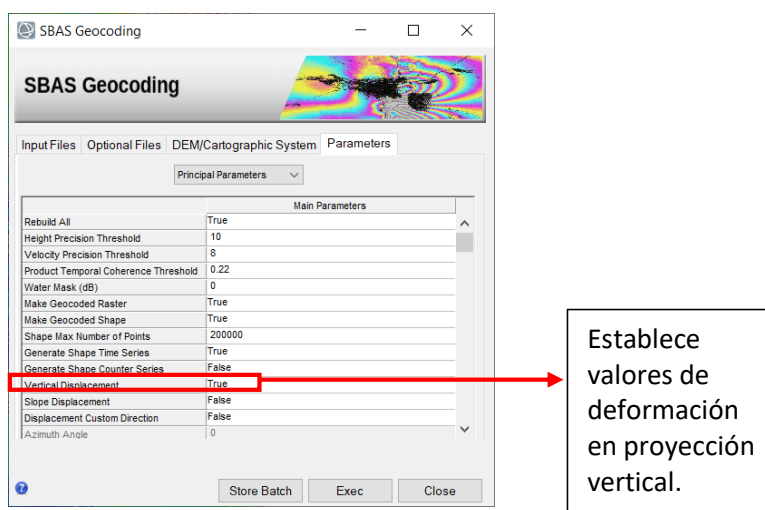 SBAS Geocoding
SBAS Geocoding
Input Files Optional Files DEM/Cartographic System Parameters
Principal Parameters
Main Parameters
Rebuild All True
Height Precision Threshold 10
Velocity Precision Threshold 8
Product Temporal Coherence Threshold 0.22
Water Mask (dB) 0
Make Geocoded Raster True
Make Geocoded Shape True
Shape Max Number of Points 200000
Generate Shape Time Series True
Generate Shape Counter Series False
Vertical Displacement True
Slope Displacement False
Displacement Custom Direction False
Azimuth Angle 0
Store Batch Exec Close
Establece
valores de
deformación
en proyección
vertical.